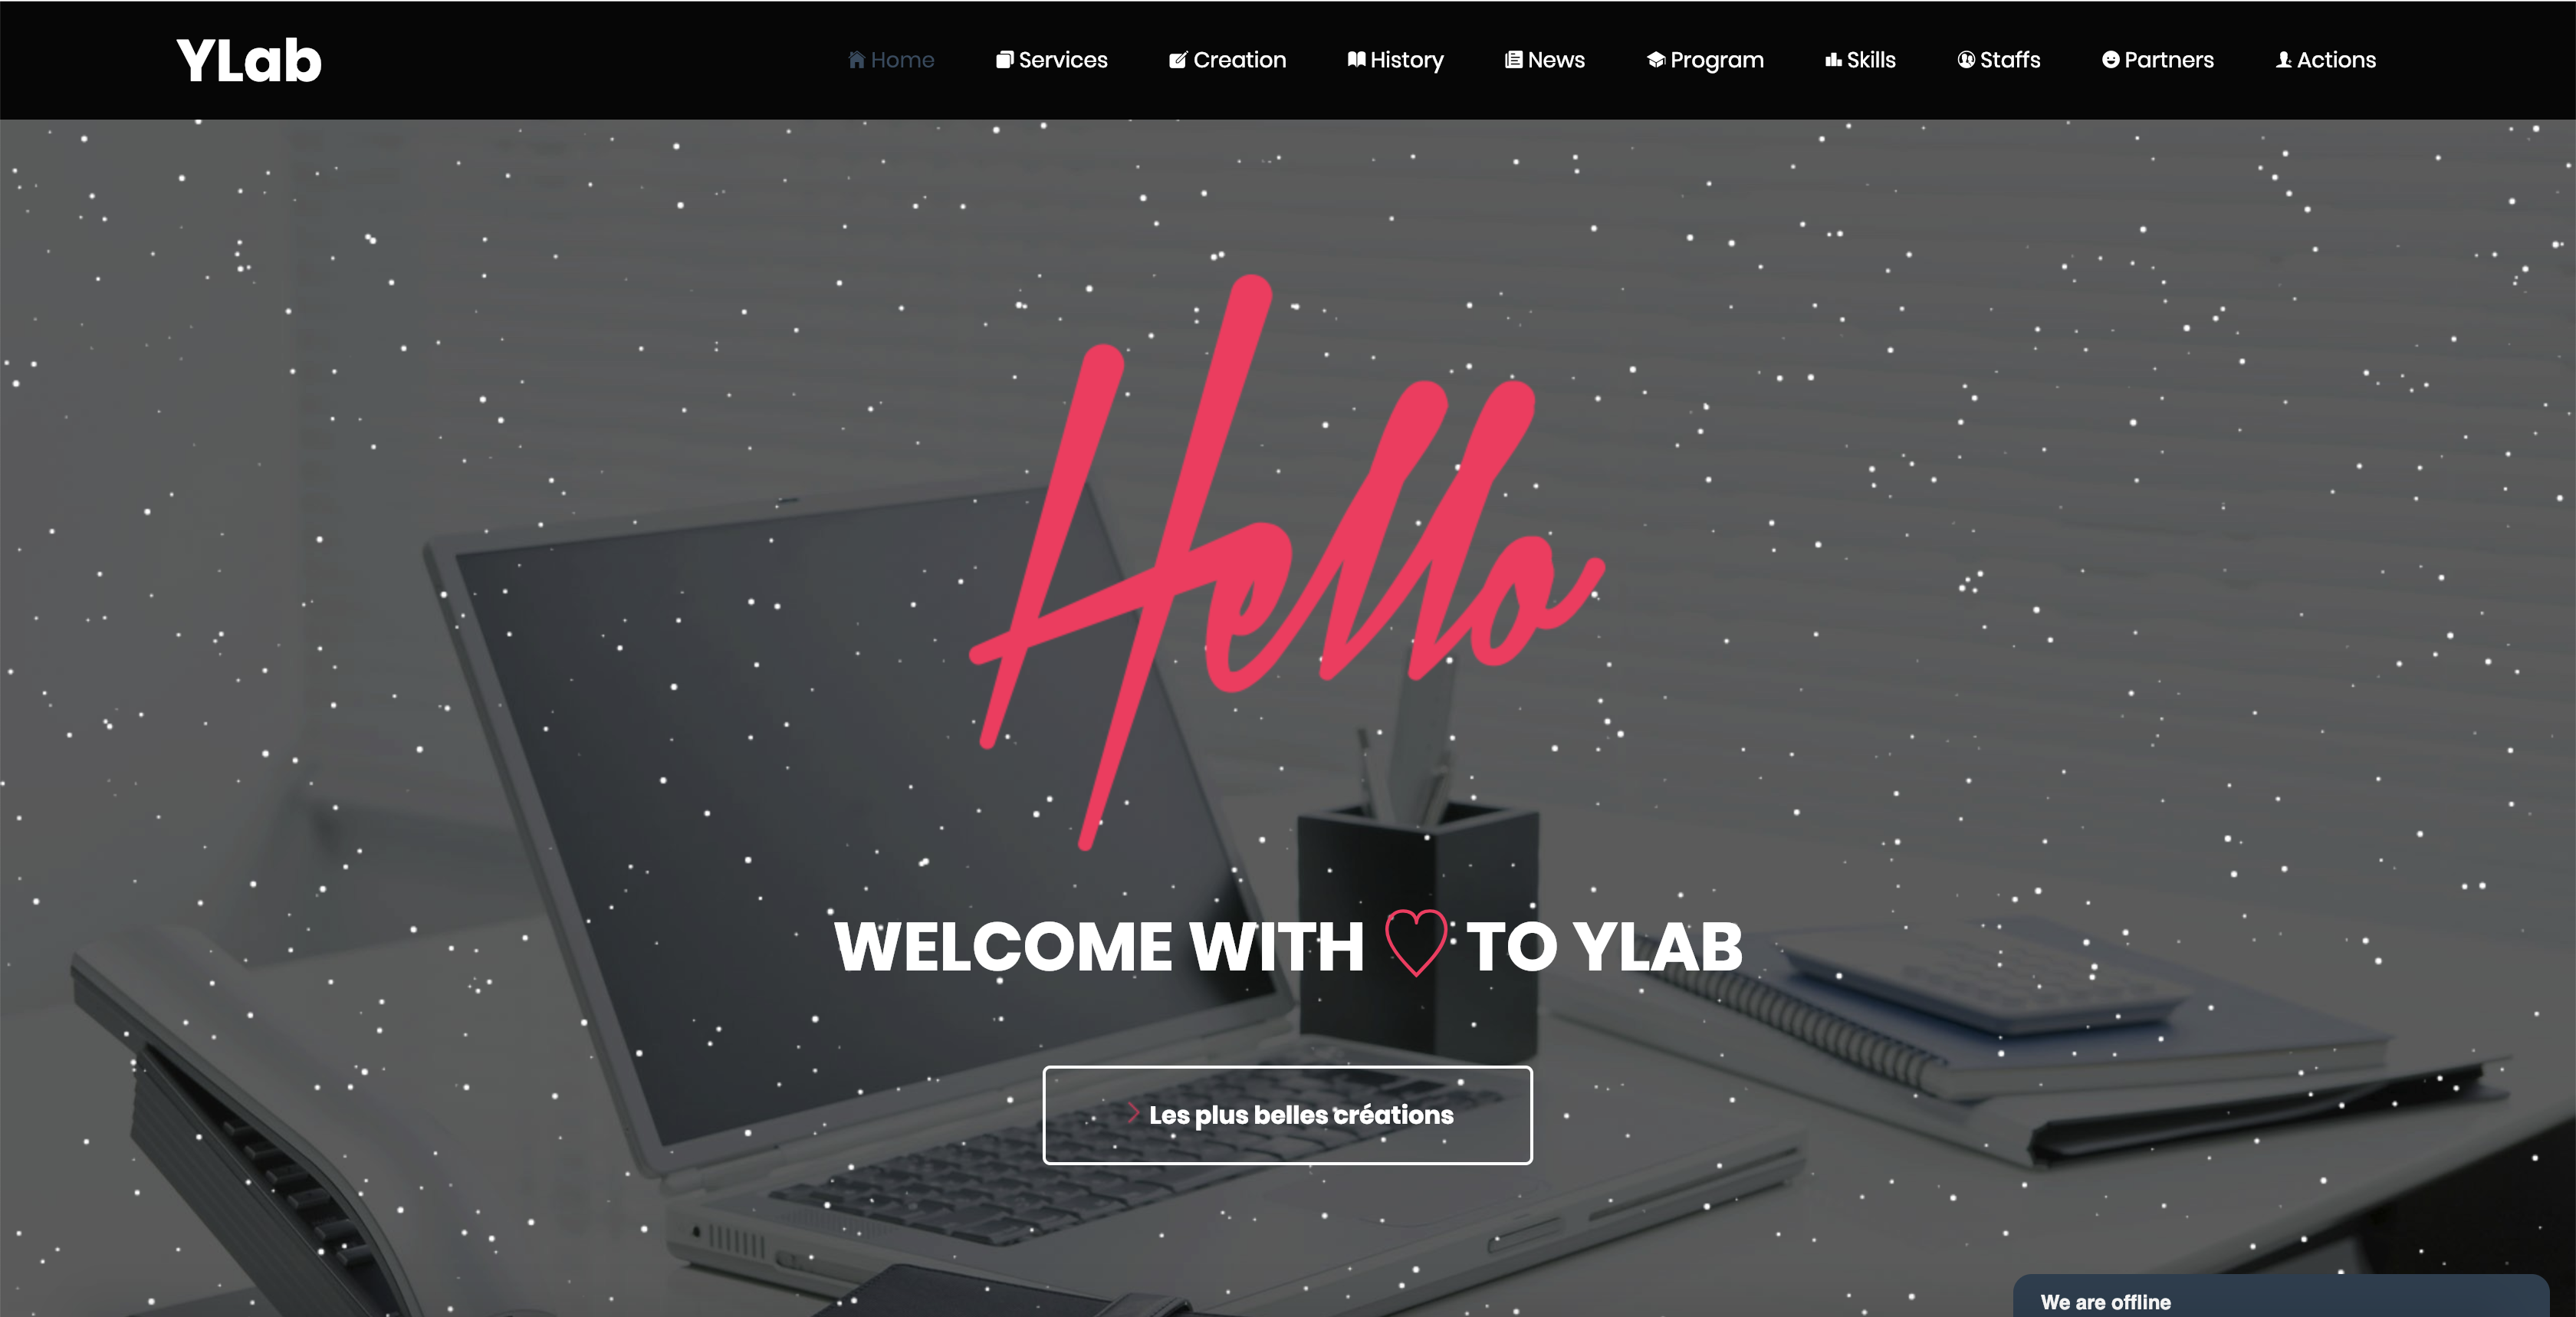 YLab
Home Services Creation History News Program Skills Staffs Partners Actions
Hello
WELCOME WITH TO YLAB
Les plus belles créations
We are offline